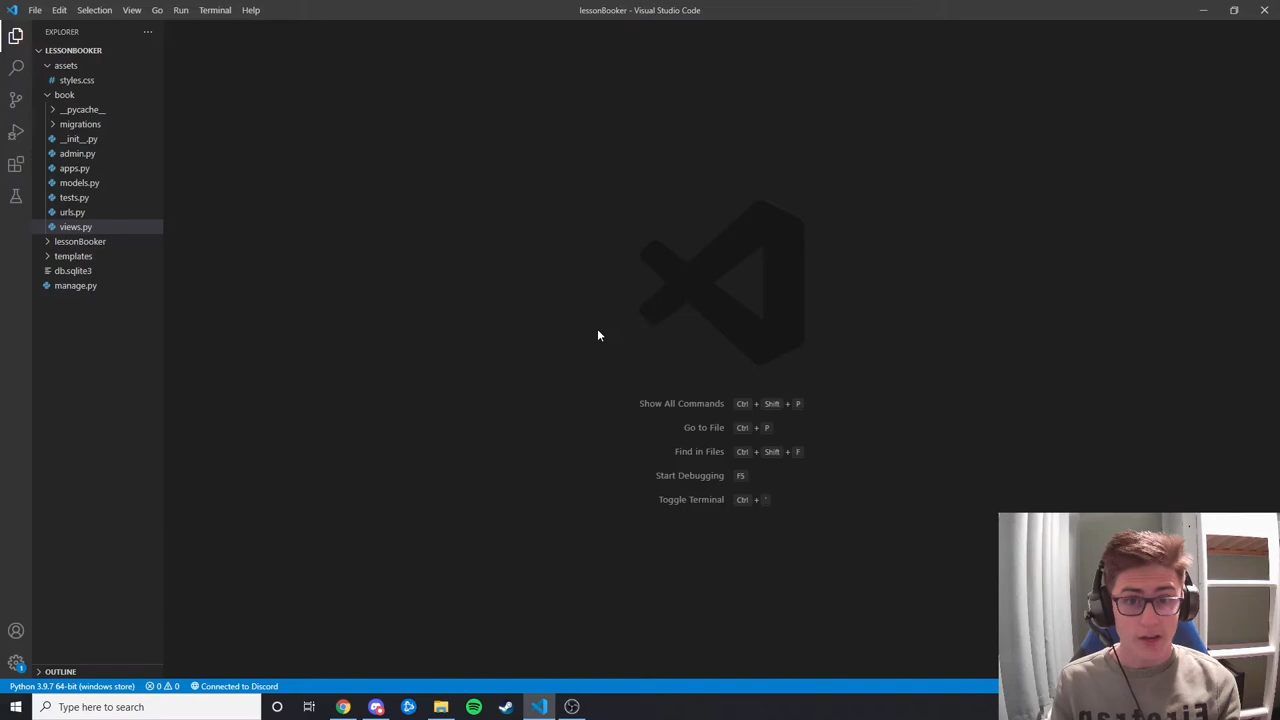 File Edit Selection View Go Run Terminal Help
lessonBooker - Visual Studio Code
EXPLORER
LESSONBOOKER
assets
# styles.css
book
__pycache__
migrations
__init__.py
admin.py
apps.py
models.py
tests.py
urls.py
views.py
lessonBooker
templates
db.sqlite3
manage.py
Show All Commands Ctrl + Shift + P
Go to File Ctrl + P
Find in Files Ctrl + Shift + F
Start Debugging F5
Toggle Terminal Ctrl + `
OUTLINE
1
Python 3.9.7 64-bit (windows store) 0 0 Connected to Discord
Type here to search